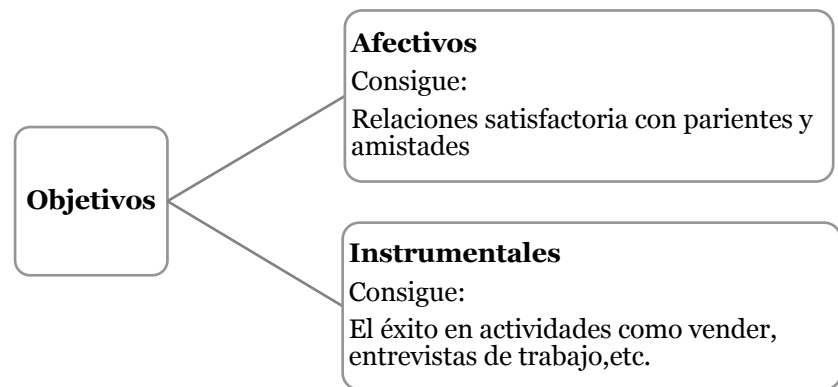 Objetivos
Afectivos
Consigue:
Relaciones satisfactoria con parientes y
amistades
Instrumentales
Consigue:
El éxito en actividades como vender,
entrevistas de trabajo,etc.